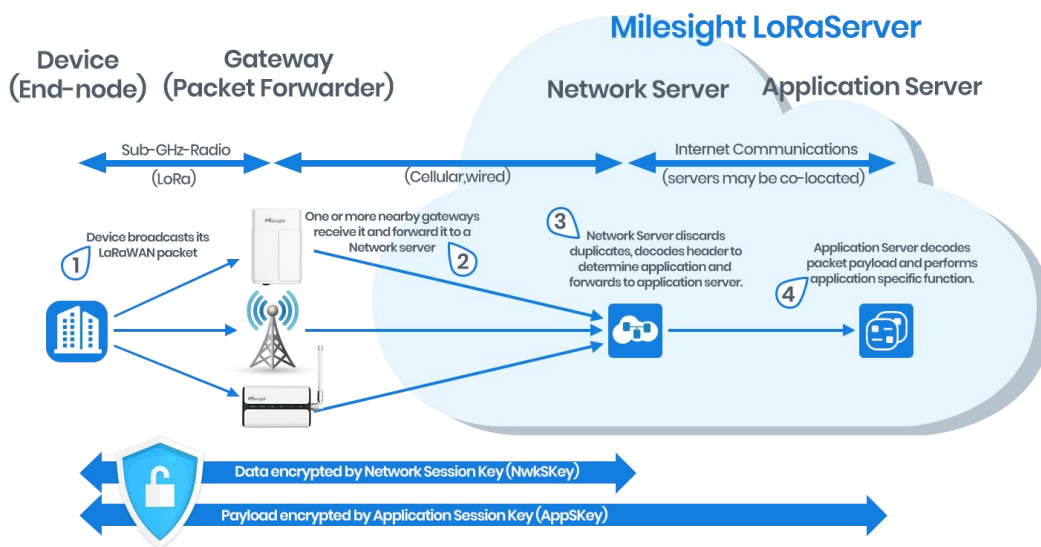 Milesight LoRaServer
Device
(End-node)
Gateway
(Packet Forwarder)
Network Server
Application Server
Sub-GHz-Radio
(LoRa)
(Cellular,wired)
Internet Communications
(servers may be co-located)
1
Device broadcasts its
LaRaWAN packet
Milesight
One or more nearby gateways
receive it and forward it to a
Network server
2
3
Network Server discards
duplicates, decodes header to
determine application and
forwards to application server.
4
Application Server decodes
packet payload and performs
application specific function.
Milesight
Data encrypted by Network Session Key (NwkSKey)
Payload encrypted by Application Session Key (AppSKey)